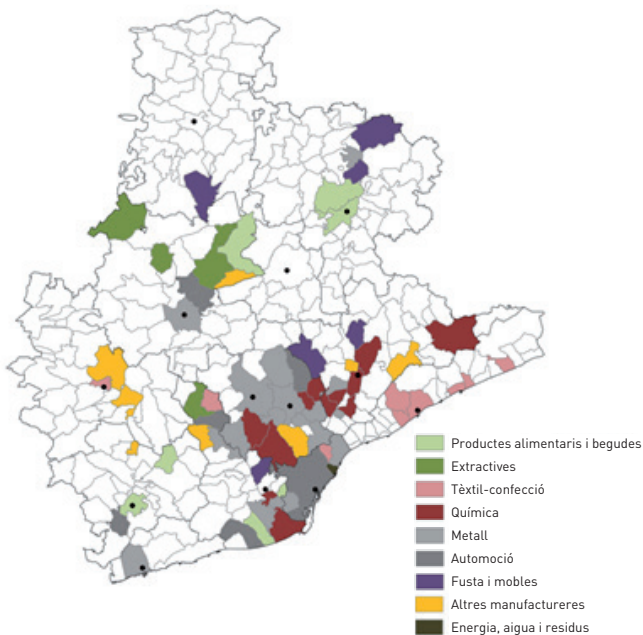 Productes alimentaris i begudes
Extractives
Tèxtil-confecció
Química
Metall
Automoció
Fusta i mobles
Altres manufactureres
Energia, aigua i residus